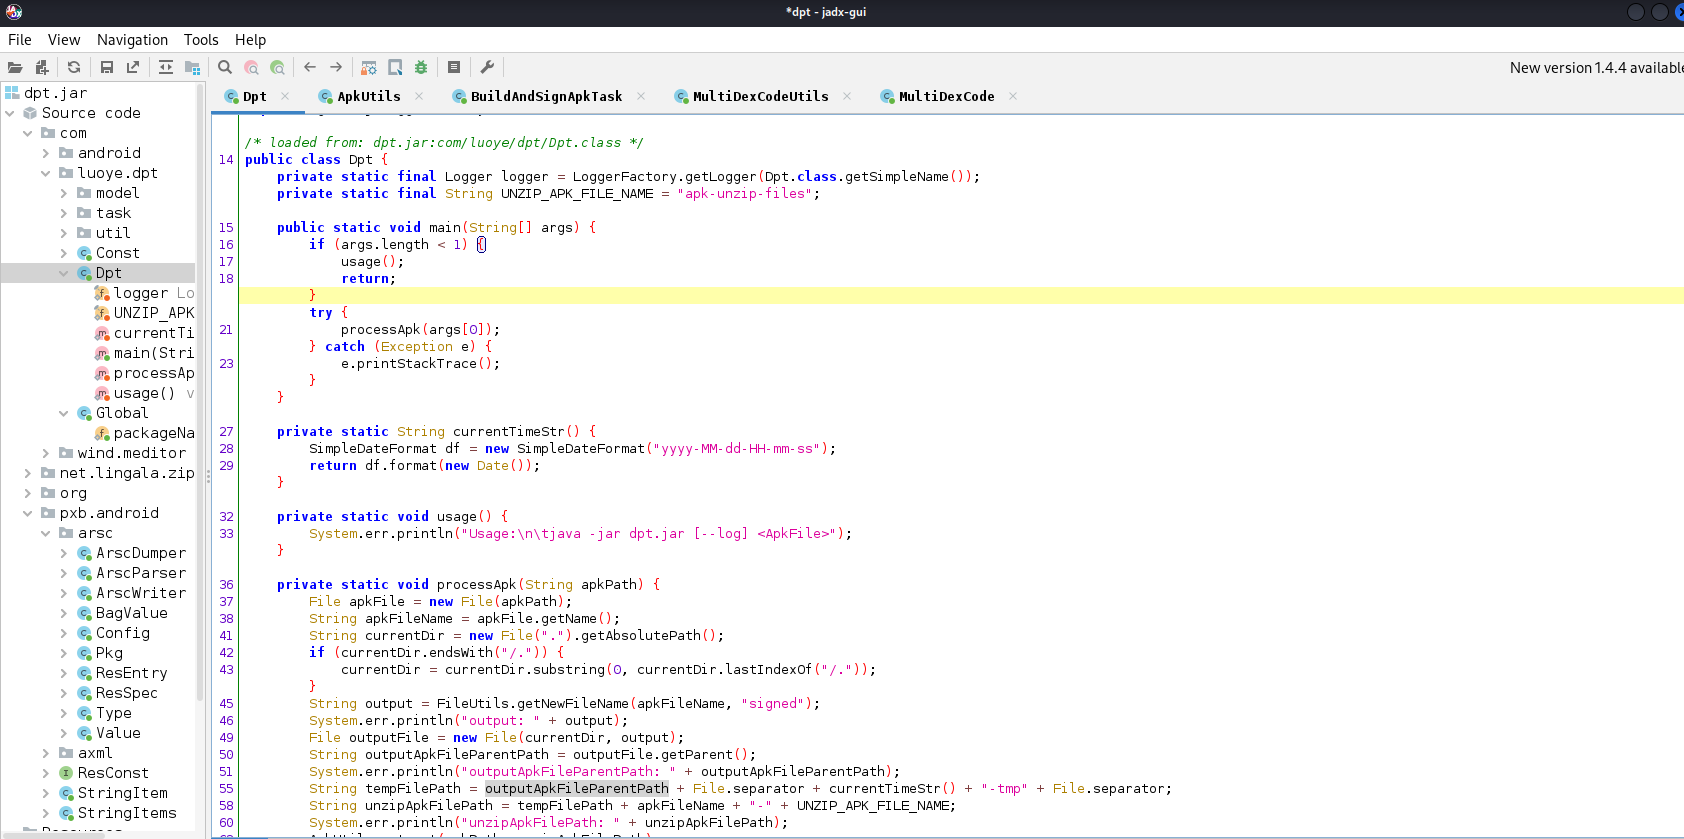 *dpt - jadx-gui
File View Navigation Tools Help
New version 1.4.4 available
dpt.jar
Source code
com
android
luoye.dpt
model
task
util
Const
Dpt
logger Lo
UNZIP_APK
currentTi
main(Stri
processAp
usage() v
Global
packageNa
wind.meditor
net.lingala.zip
org
pxb.android
arsc
ArscDumper
ArscParser
ArscWriter
BagValue
Config
Pkg
ResEntry
ResSpec
Type
Value
axml
ResConst
StringItem
StringItems
Dpt ApkUtils BuildAndSignApkTask MultiDexCodeUtils MultiDexCode
/* loaded from: dpt.jar:com/luoye/dpt/Dpt.class */
14 public class Dpt {
private static final Logger logger = LoggerFactory.getLogger(Dpt.class.getSimpleName());
private static final String UNZIP_APK_FILE_NAME = "apk-unzip-files";
15 public static void main(String[] args) {
16 if (args.length < 1) {
17 usage();
18 return;
}
try {
21 processApk(args[0]);
} catch (Exception e) {
23 e.printStackTrace();
}
}
27 private static String currentTimeStr() {
28 SimpleDateFormat df = new SimpleDateFormat("yyyy-MM-dd-HH-mm-ss");
29 return df.format(new Date());
}
32 private static void usage() {
33 System.err.println("Usage:\n\tjava -jar dpt.jar [--log] <ApkFile>");
}
36 private static void processApk(String apkPath) {
37 File apkFile = new File(apkPath);
38 String apkFileName = apkFile.getName();
41 String currentDir = new File(".").getAbsolutePath();
42 if (currentDir.endsWith("/.")) {
43 currentDir = currentDir.substring(0, currentDir.lastIndexOf("/."));
}
45 String output = FileUtils.getNewFileName(apkFileName, "signed");
46 System.err.println("output: " + output);
49 File outputFile = new File(currentDir, output);
50 String outputApkFileParentPath = outputFile.getParent();
51 System.err.println("outputApkFileParentPath: " + outputApkFileParentPath);
55 String tempFilePath = outputApkFileParentPath + File.separator + currentTimeStr() + "-tmp" + File.separator;
58 String unzipApkFilePath = tempFilePath + apkFileName + "-" + UNZIP_APK_FILE_NAME;
60 System.err.println("unzipApkFilePath: " + unzipApkFilePath);